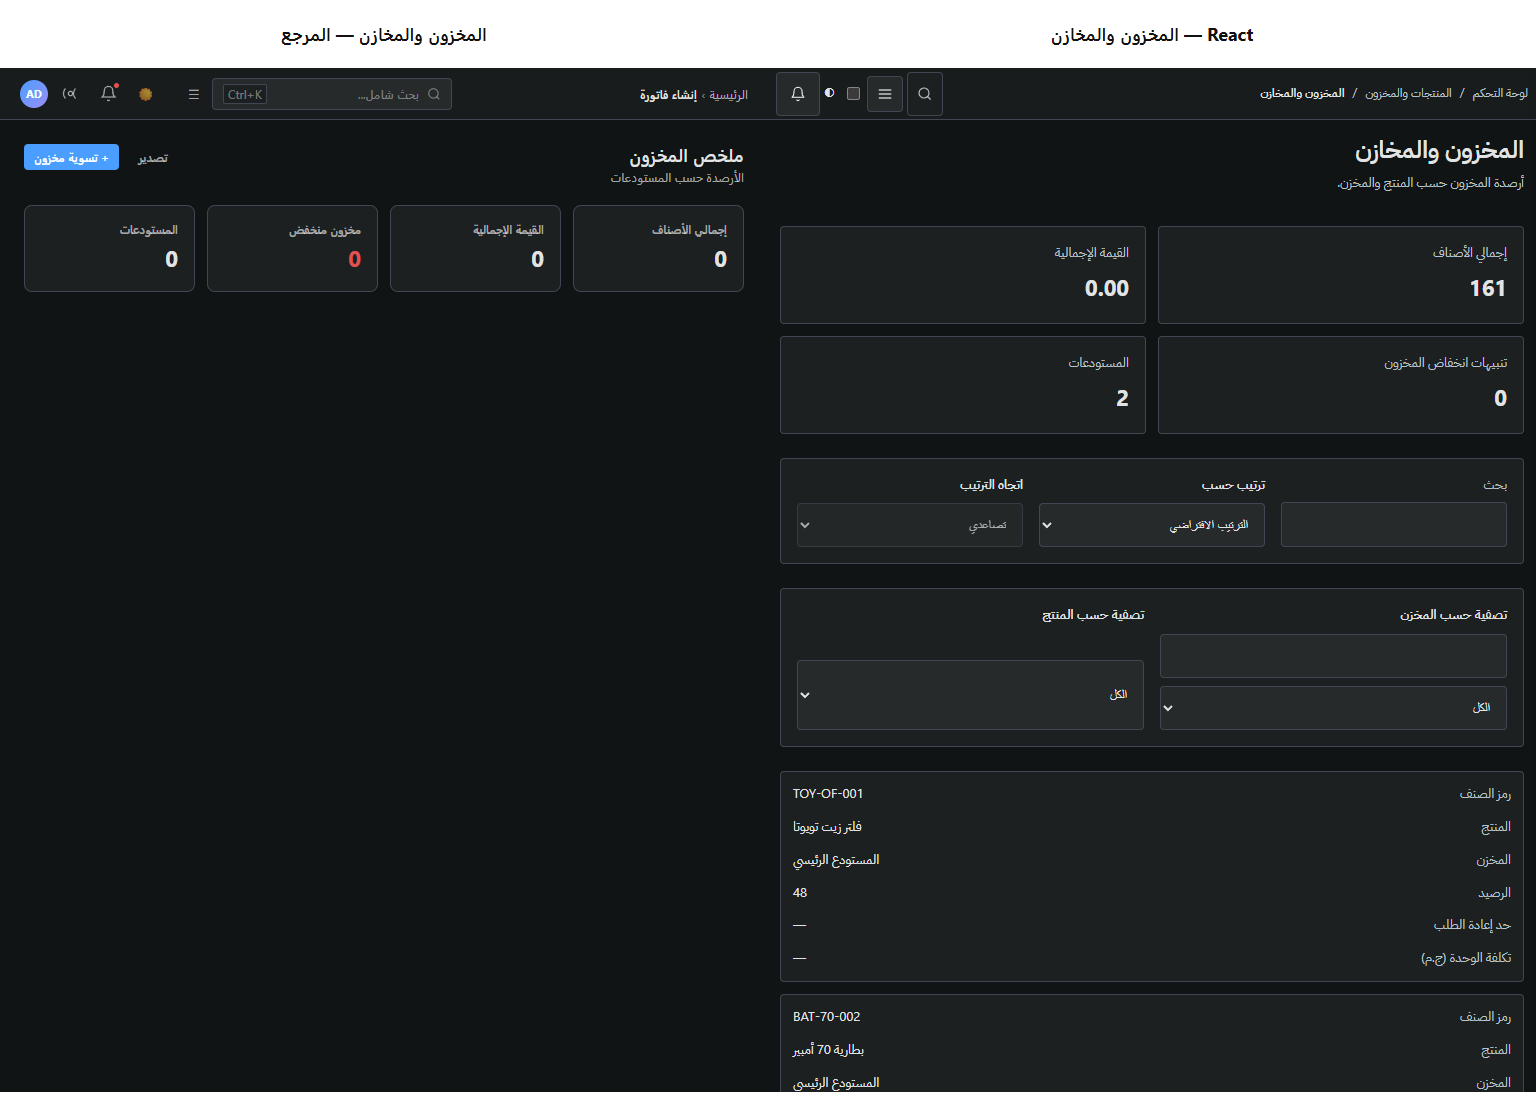 React — المخزون والمخازن
لوحة التحكم / المنتجات والمخزون / المخزون والمخازن
المخزون والمخازن
أرصدة المخزون حسب المنتج والمخزن.
إجمالي الأصناف
161
القيمة الإجمالية
0.00
تنبيهات انخفاض المخزون
0
المستودعات
2
بحث
ترتيب حسب
الترتيب الافتراضي
اتجاه الترتيب
تصاعدي
تصفية حسب المخزن
الكل
تصفية حسب المنتج
الكل
رمز الصنف TOY-OF-001
المنتج فلتر زيت تويوتا
المخزن المستودع الرئيسي
الرصيد 48
حد إعادة الطلب —
تكلفة الوحدة (ج.م) —
رمز الصنف BAT-70-002
المنتج بطارية 70 أمبير
المخزن المستودع الرئيسي
المخزون والمخازن — المرجع
الرئيسية › إنشاء فاتورة
بحث شامل... Ctrl+K
AD
ملخص المخزون
الأرصدة حسب المستودعات
تصدير
+ تسوية مخزون
إجمالي الأصناف
0
القيمة الإجمالية
0
مخزون منخفض
0
المستودعات
0